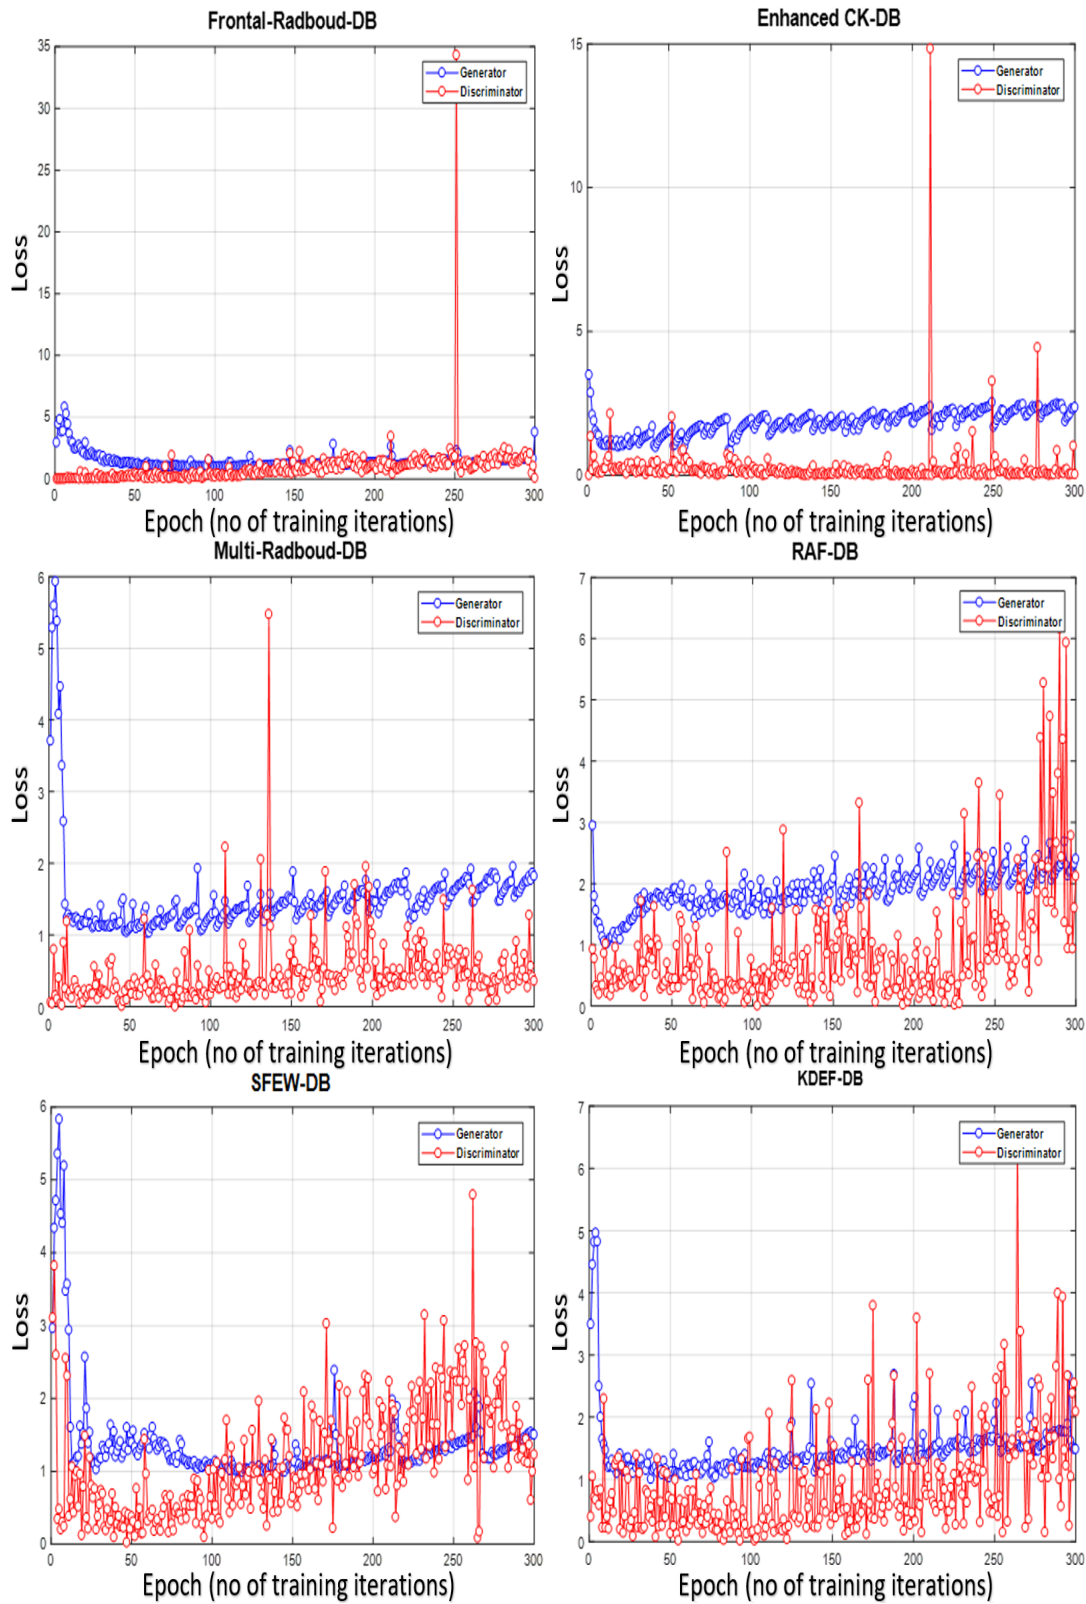 Frontal-Radboud-DB
35
30
25
20
15
10
5
0
Loss
Generator
Discriminator
0 50 100 150 200 250 300
Epoch (no of training iterations)
Enhanced CK-DB
15
10
5
0
Loss
Generator
Discriminator
0 50 100 150 200 250 300
Epoch (no of training iterations)
Multi-Radboud-DB
6
5
4
3
2
1
0
Loss
Generator
Discriminator
0 50 100 150 200 250 300
Epoch (no of training iterations)
RAF-DB
7
6
5
4
3
2
1
0
Loss
Generator
Discriminator
0 50 100 150 200 250 300
Epoch (no of training iterations)
SFEW-DB
6
5
4
3
2
1
0
Loss
Generator
Discriminator
0 50 100 150 200 250 300
Epoch (no of training iterations)
KDEF-DB
7
6
5
4
3
2
1
0
Loss
Generator
Discriminator
0 50 100 150 200 250 300
Epoch (no of training iterations)